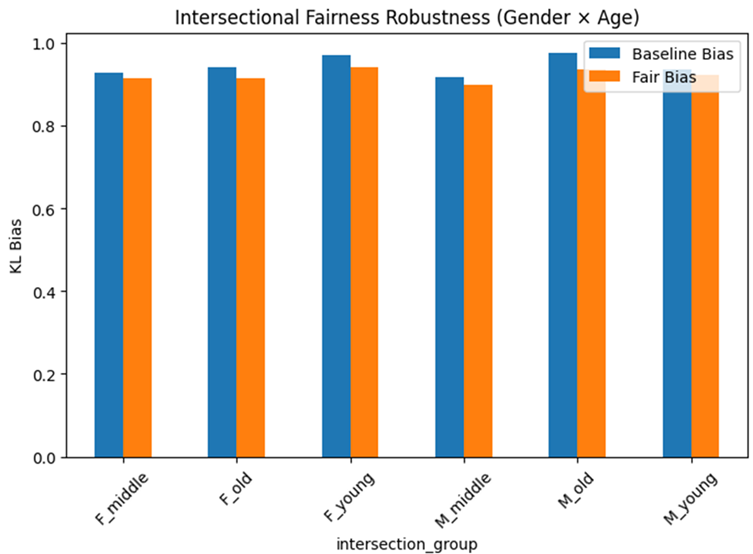 Intersectional Fairness Robustness (Gender × Age)
Baseline Bias
Fair Bias
KL Bias
1.0
0.8
0.6
0.4
0.2
0.0
F_middle
F_old
F_young
M_middle
M_old
M_young
intersection_group